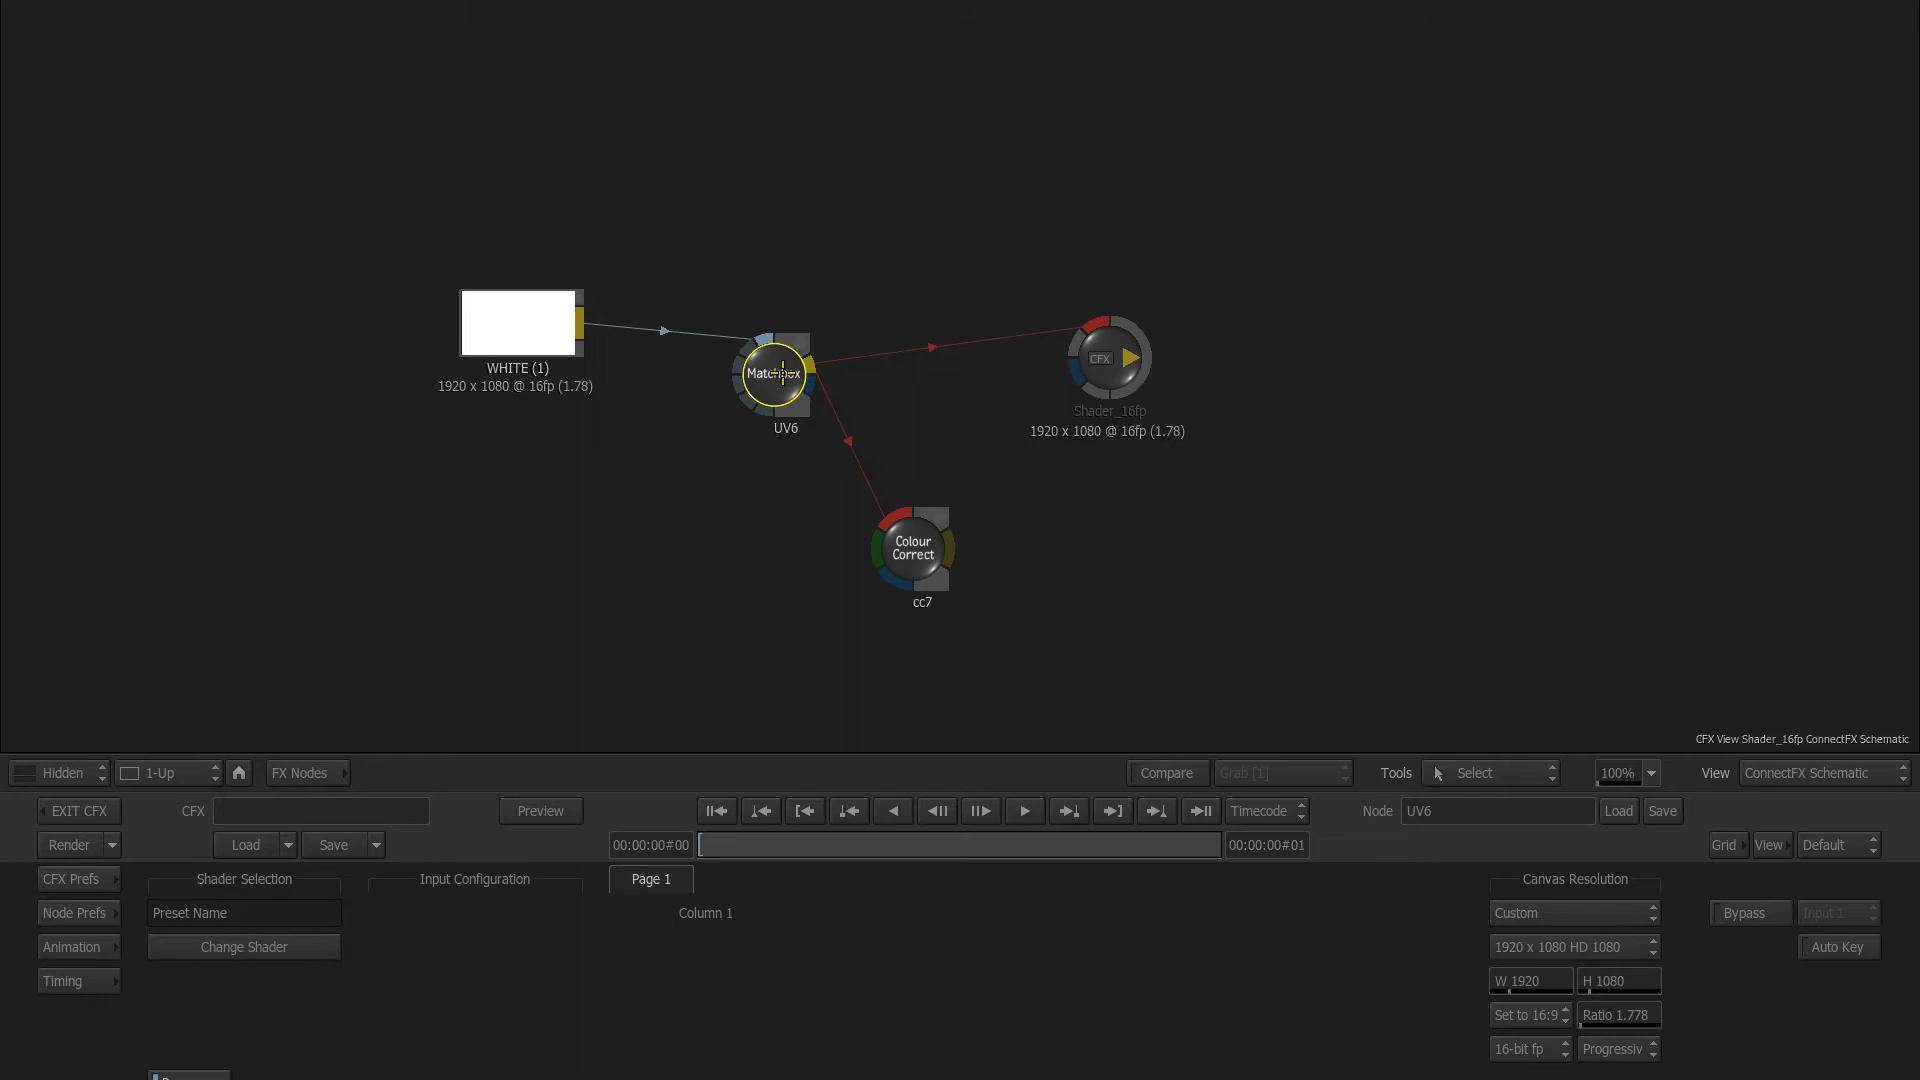 WHITE (1)
1920 x 1080 @ 16fp (1.78)
Matchbox
UV6
CFX
Shader_16fp
1920 x 1080 @ 16fp (1.78)
Colour
Correct
cc7
CFX View Shader_16fp ConnectFX Schematic
Hidden
1-Up
FX Nodes
Compare
Grab [1]
Tools
Select
100%
View
ConnectFX Schematic
EXIT CFX
CFX
Preview
Timecode
Node
UV6
Load
Save
Render
Load
Save
00:00:00#00
00:00:00#01
Grid
View
Default
CFX Prefs
Shader Selection
Input Configuration
Page 1
Canvas Resolution
Node Prefs
Preset Name
Column 1
Custom
Bypass
Input 1
Animation
Change Shader
1920 x 1080 HD 1080
Auto Key
Timing
W 1920
H 1080
Set to 16:9
Ratio 1.778
16-bit fp
Progressiv